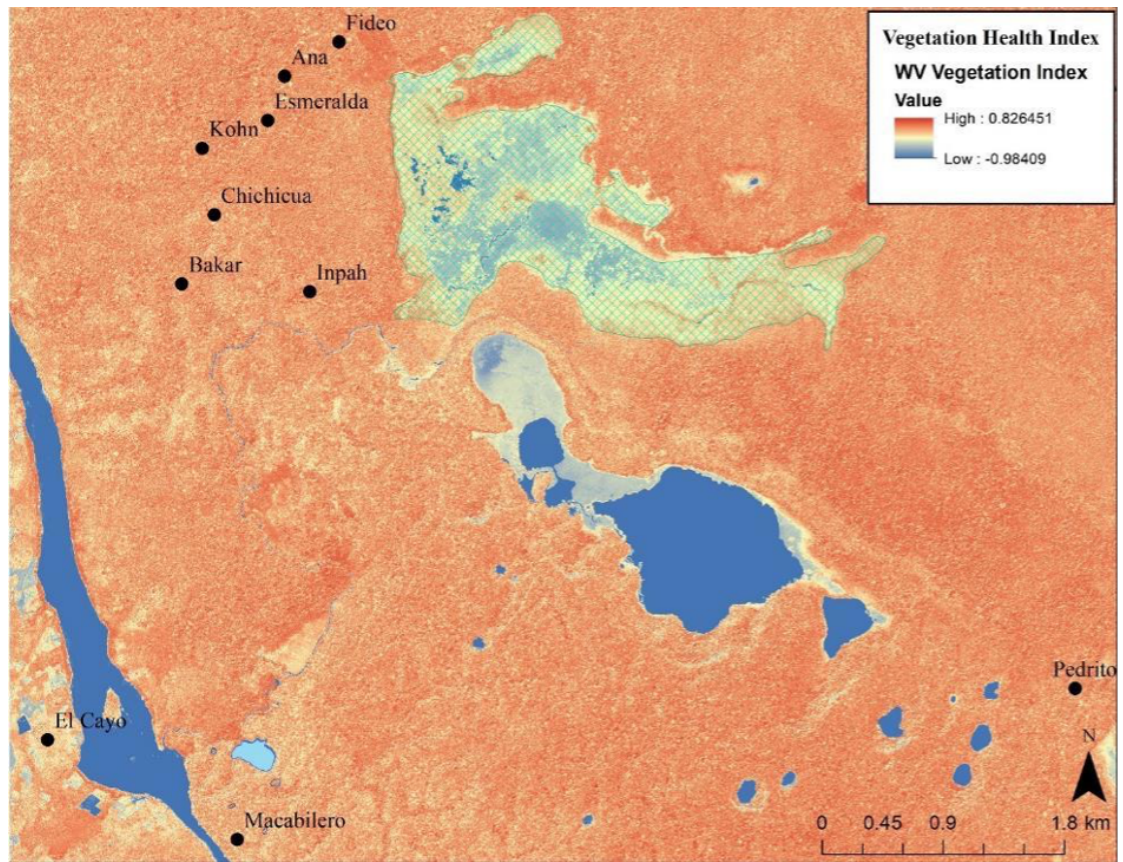 Vegetation Health Index
WV Vegetation Index
Value
High : 0.826451
Low : -0.98409
Fideo
Ana
Esmeralda
Kohn
Chichicua
Bakar
Inpah
Pedrito
El Cayo
Macabilero
N
0 0.45 0.9 1.8 km